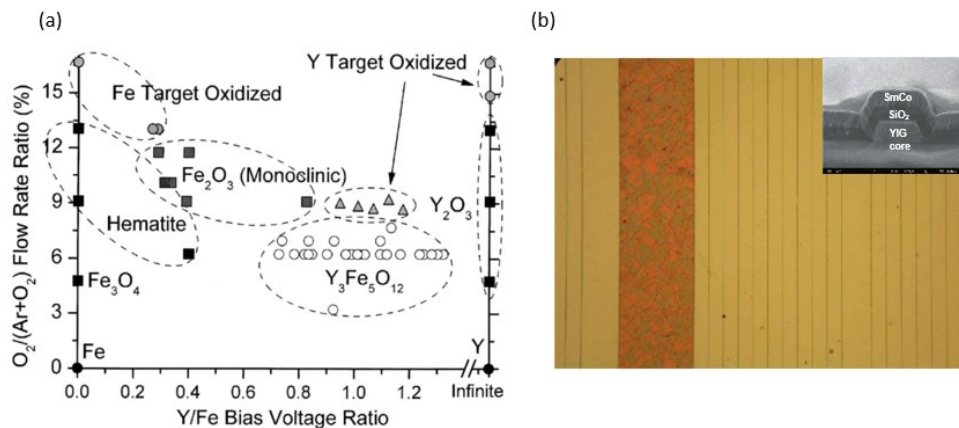 (a)
(b)
O₂/(Ar+O₂) Flow Rate Ratio (%)
15
12
9
6
3
0
Y Target Oxidized
Fe Target Oxidized
Fe₂O₃ (Monoclinic)
Hematite
Y₂O₃
Fe₃O₄
Y₃Fe₅O₁₂
Fe
Y
0.0 0.2 0.4 0.6 0.8 1.0 1.2 Infinite
Y/Fe Bias Voltage Ratio
SmCo
SiO₂
YIG
core